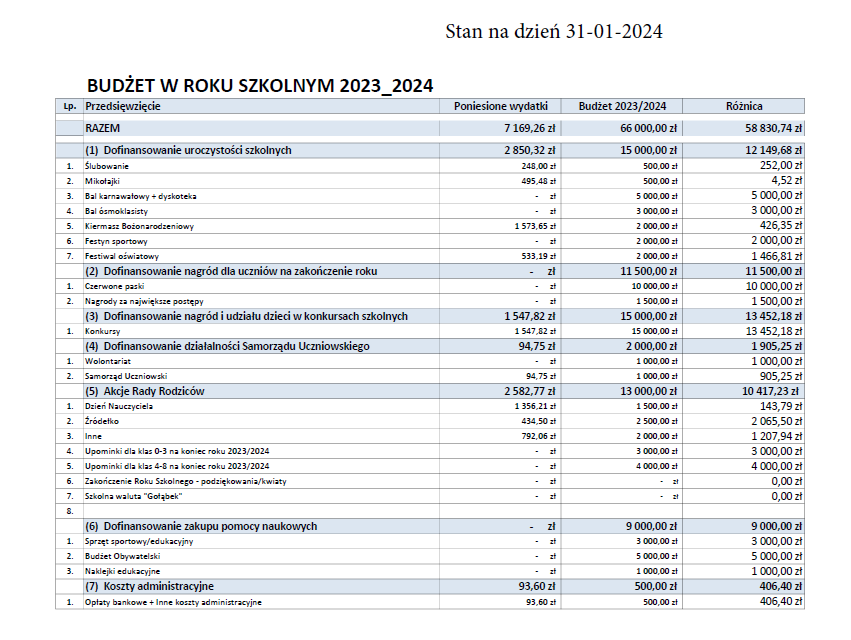 Stan na dzień 31-01-2024
BUDŻET W ROKU SZKOLNYM 2023_2024
Lp. Przedsięwzięcie Poniesione wydatki Budżet 2023/2024 Różnica
RAZEM 7 169,26 zł 66 000,00 zł 58 830,74 zł
(1) Dofinansowanie uroczystości szkolnych 2 850,32 zł 15 000,00 zł 12 149,68 zł
1. Ślubowanie 248,00 zł 500,00 zł 252,00 zł
2. Mikołajki 495,48 zł 500,00 zł 4,52 zł
3. Bal karnawałowy + dyskoteka - zł 5 000,00 zł 5 000,00 zł
4. Bal ósmoklasisty - zł 3 000,00 zł 3 000,00 zł
5. Kiermasz Bożonarodzeniowy 1 573,65 zł 2 000,00 zł 426,35 zł
6. Festyn sportowy - zł 2 000,00 zł 2 000,00 zł
7. Festiwal oświatowy 533,19 zł 2 000,00 zł 1 466,81 zł
(2) Dofinansowanie nagród dla uczniów na zakończenie roku - zł 11 500,00 zł 11 500,00 zł
1. Czerwone paski - zł 10 000,00 zł 10 000,00 zł
2. Nagrody za największe postępy - zł 1 500,00 zł 1 500,00 zł
(3) Dofinansowanie nagród i udziału dzieci w konkursach szkolnych 1 547,82 zł 15 000,00 zł 13 452,18 zł
1. Konkursy 1 547,82 zł 15 000,00 zł 13 452,18 zł
(4) Dofinansowanie działalności Samorządu Uczniowskiego 94,75 zł 2 000,00 zł 1 905,25 zł
1. Wolontariat - zł 1 000,00 zł 1 000,00 zł
2. Samorząd Uczniowski 94,75 zł 1 000,00 zł 905,25 zł
(5) Akcje Rady Rodziców 2 582,77 zł 13 000,00 zł 10 417,23 zł
1. Dzień Nauczyciela 1 356,21 zł 1 500,00 zł 143,79 zł
2. Źródełko 434,50 zł 2 500,00 zł 2 065,50 zł
3. Inne 792,06 zł 2 000,00 zł 1 207,94 zł
4. Upominki dla klas 0-3 na koniec roku 2023/2024 - zł 3 000,00 zł 3 000,00 zł
5. Upominki dla klas 4-8 na koniec roku 2023/2024 - zł 4 000,00 zł 4 000,00 zł
6. Zakończenie Roku Szkolnego - podziękowania/kwiaty - zł - zł 0,00 zł
7. Szkolna waluta "Gołąbek" - zł - zł 0,00 zł
8.
(6) Dofinansowanie zakupu pomocy naukowych - zł 9 000,00 zł 9 000,00 zł
1. Sprzęt sportowy/edukacyjny - zł 3 000,00 zł 3 000,00 zł
2. Budżet Obywatelski - zł 5 000,00 zł 5 000,00 zł
3. Naklejki edukacyjne - zł 1 000,00 zł 1 000,00 zł
(7) Koszty administracyjne 93,60 zł 500,00 zł 406,40 zł
1. Opłaty bankowe + Inne koszty administracyjne 93,60 zł 500,00 zł 406,40 zł